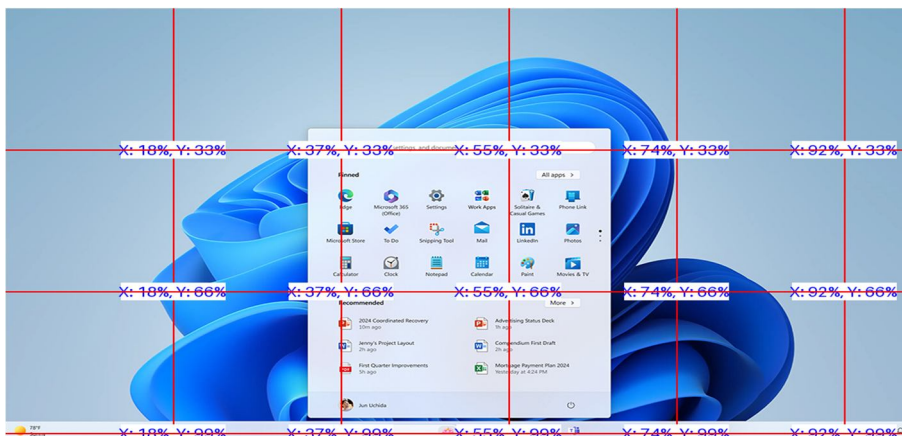 X: 18%, Y: 33% X: 37%, Y: 33% X: 55%, Y: 33% X: 74%, Y: 33% X: 92%, Y: 33%
settings, and
Pinned All apps >
Edge Microsoft 365 Settings Work Apps Solitaire & Phone Link
(Office) Casual Games
Microsoft Store To Do Snipping Tool Mail LinkedIn Photos
Calculator Clock Notepad Calendar Paint Movies & TV
X: 18%, Y: 66% X: 37%, Y: 66% X: 55%, Y: 66% X: 74%, Y: 66% X: 92%, Y: 66%
Recommended More >
2024 Coordinated Recovery Advertising Status Deck
10m ago 1h ago
Jenny's Project Layout Compendium First Draft
2h ago 2h ago
First Quarter Improvements Mortgage Payment Plan 2024
5h ago Yesterday at 4:24 PM
Jun Uchida
78°F
X: 18%, Y: 99% X: 37%, Y: 99% X: 55%, Y: 99% X: 74%, Y: 99% X: 92%, Y: 99%